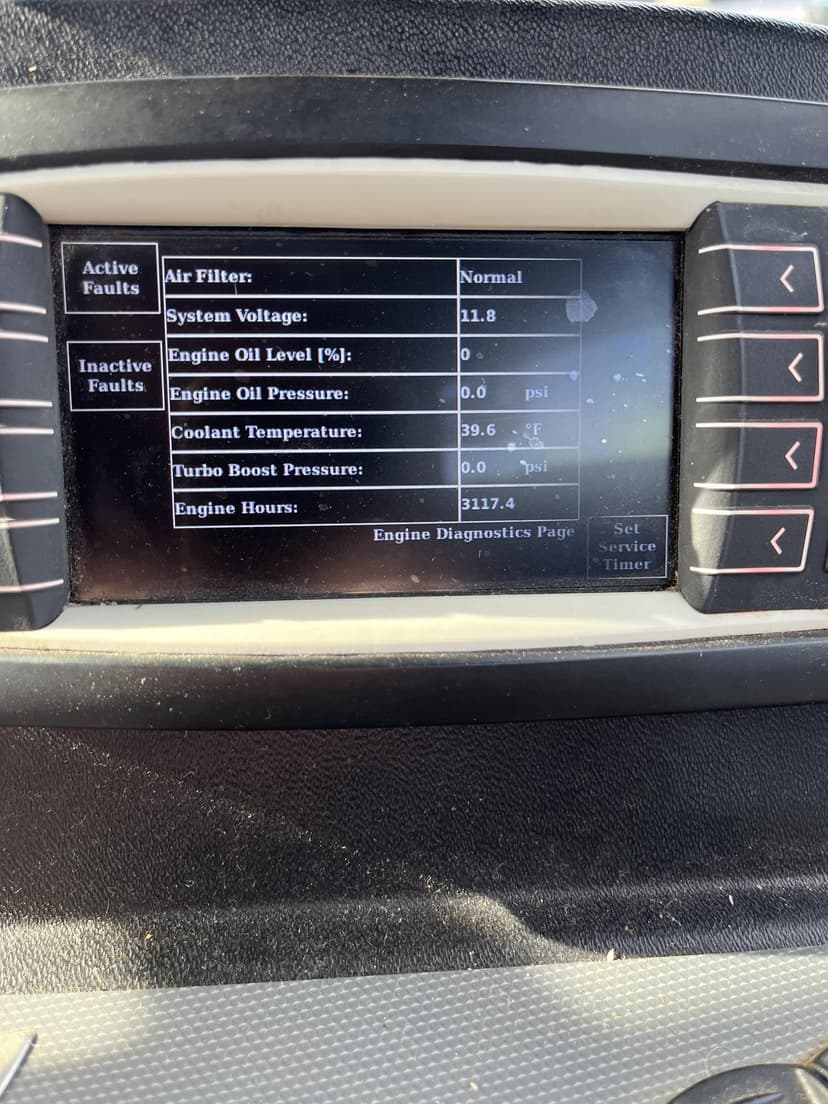 Active
Faults
Inactive
Faults
Air Filter: Normal
System Voltage: 11.8
Engine Oil Level [%]: 0
Engine Oil Pressure: 0.0 psi
Coolant Temperature: 39.6 °F
Turbo Boost Pressure: 0.0 psi
Engine Hours: 3117.4
Engine Diagnostics Page
Set
Service
Timer